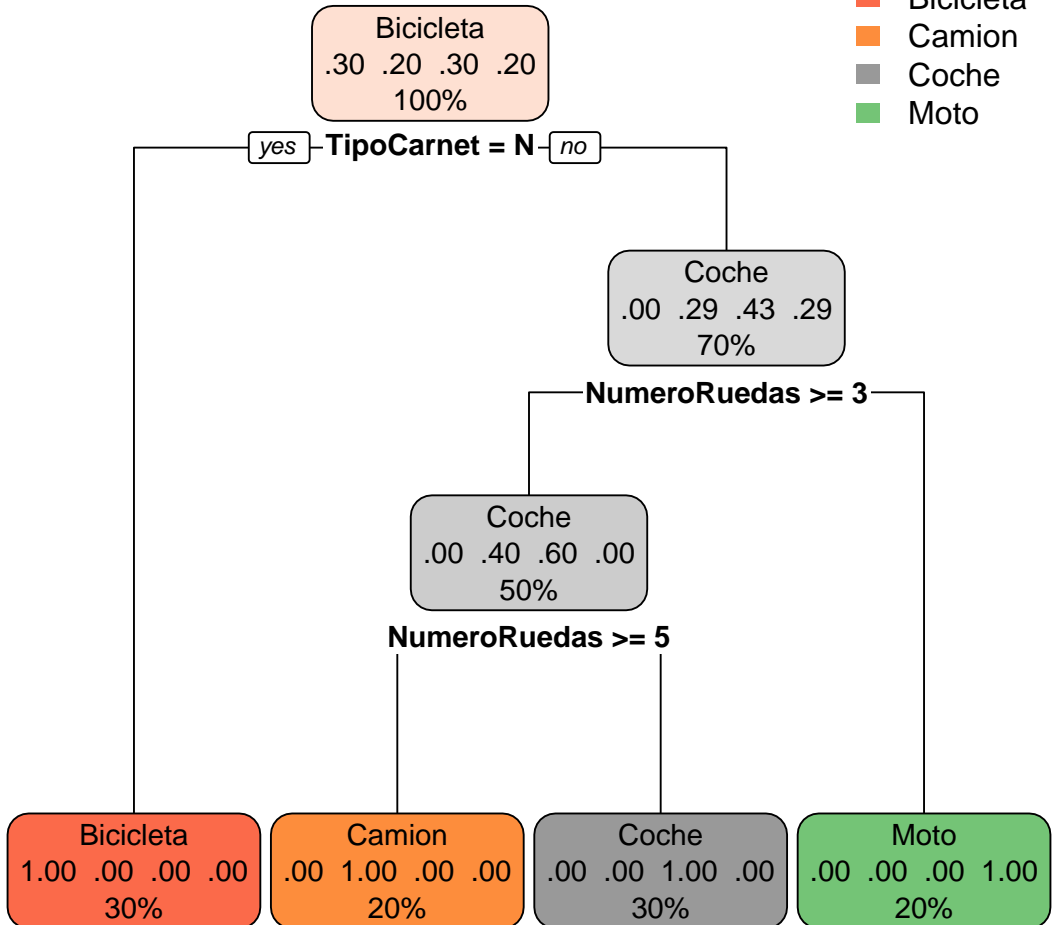 Bicicleta
Camion
Coche
Moto
Bicicleta
.30 .20 .30 .20
100%
yes TipoCarnet = N no
Coche
.00 .29 .43 .29
70%
NumeroRuedas >= 3
Coche
.00 .40 .60 .00
50%
NumeroRuedas >= 5
Bicicleta
1.00 .00 .00 .00
30%
Camion
.00 1.00 .00 .00
20%
Coche
.00 .00 1.00 .00
30%
Moto
.00 .00 .00 1.00
20%